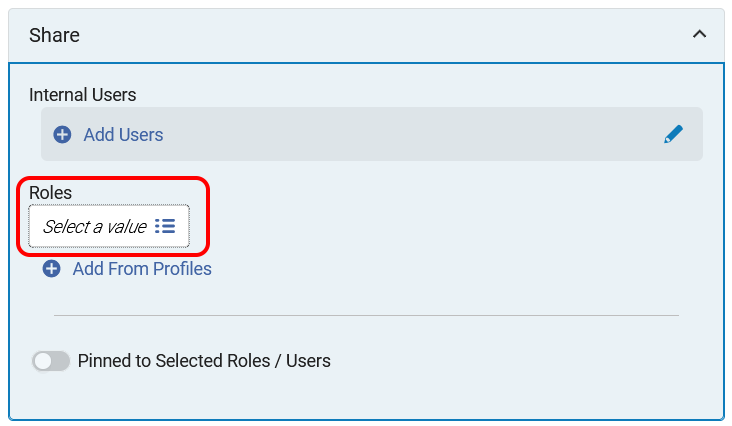 Share
Internal Users
Add Users
Roles
Select a value
Add From Profiles
Pinned to Selected Roles / Users